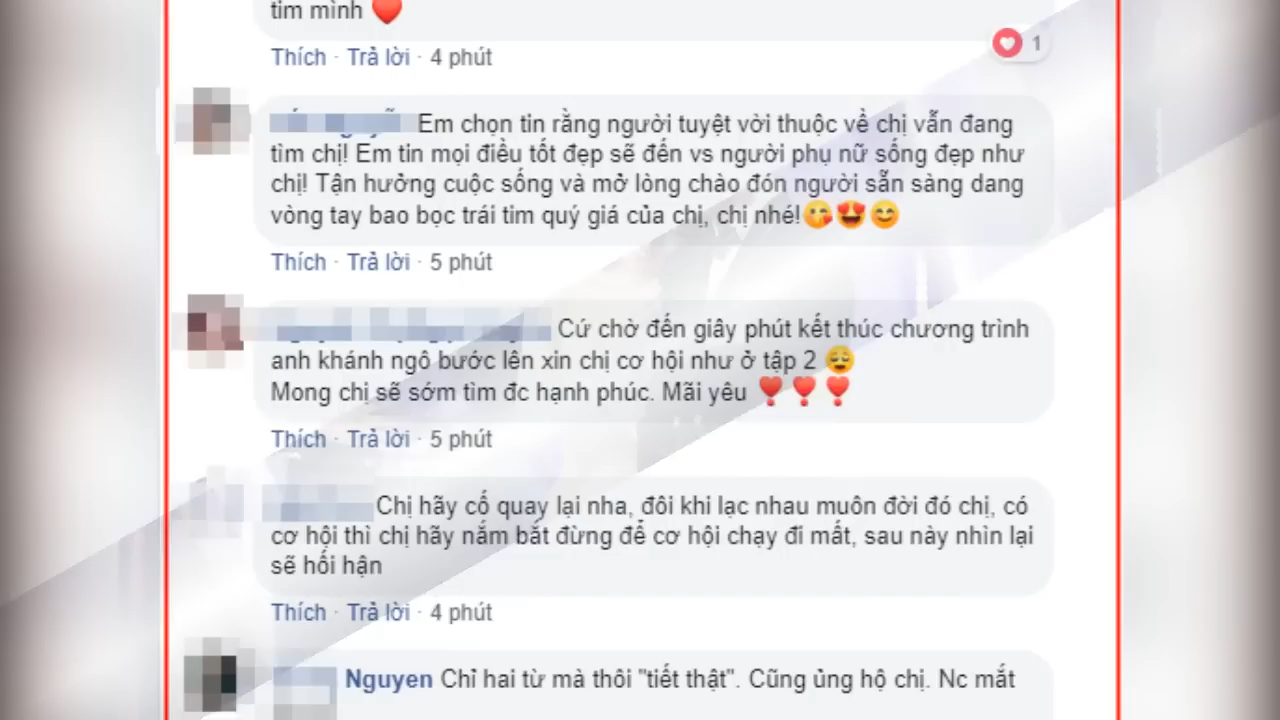 tìm mình
Thích · Trả lời · 4 phút
1
Em chọn tin rằng người tuyệt vời thuộc về chị vẫn đang
tìm chị! Em tin mọi điều tốt đẹp sẽ đến vs người phụ nữ sống đẹp như
chị! Tận hưởng cuộc sống và mở lòng chào đón người sẵn sàng dang
vòng tay bao bọc trái tim quý giá của chị, chị nhé!😘😍😊
Thích · Trả lời · 5 phút
Cứ chờ đến giây phút kết thúc chương trình
anh khánh ngô bước lên xin chị cơ hội như ở tập 2 😌
Mong chị sẽ sớm tìm đc hạnh phúc. Mãi yêu ❣❣❣
Thích · Trả lời · 5 phút
Chị hãy cố quay lại nha, đôi khi lạc nhau muôn đời đó chị, có
cơ hội thì chị hãy nắm bắt đừng để cơ hội chạy đi mất, sau này nhìn lại
sẽ hối hận
Thích · Trả lời · 4 phút
Nguyen Chỉ hai từ mà thôi "tiết thật". Cũng ủng hộ chị. Nc mắt